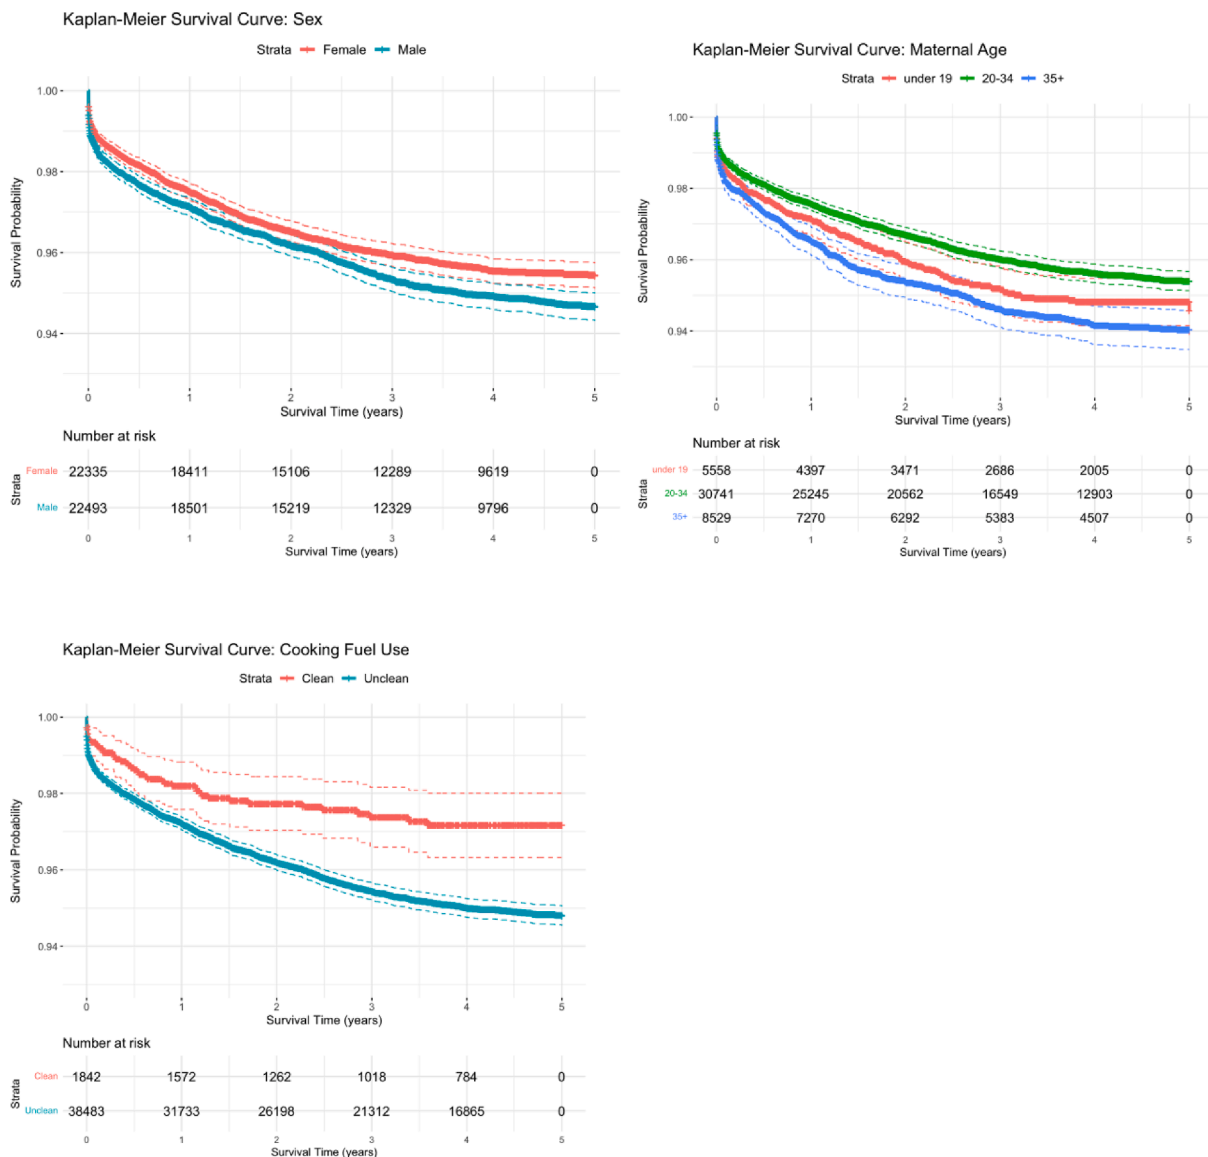 Kaplan-Meier Survival Curve: Sex
Strata Female Male
Survival Probability
1.00
0.98
0.96
0.94
0 1 2 3 4 5
Survival Time (years)
Number at risk
Strata
Female 22335 18411 15106 12289 9619 0
Male 22493 18501 15219 12329 9796 0
0 1 2 3 4 5
Survival Time (years)
Kaplan-Meier Survival Curve: Maternal Age
Strata under 19 20-34 35+
Survival Probability
1.00
0.98
0.96
0.94
0 1 2 3 4 5
Survival Time (years)
Number at risk
Strata
under 19 5558 4397 3471 2686 2005 0
20-34 30741 25245 20562 16549 12903 0
35+ 8529 7270 6292 5383 4507 0
0 1 2 3 4 5
Survival Time (years)
Kaplan-Meier Survival Curve: Cooking Fuel Use
Strata Clean Unclean
Survival Probability
1.00
0.98
0.96
0.94
0 1 2 3 4 5
Survival Time (years)
Number at risk
Strata
Clean 1842 1572 1262 1018 784 0
Unclean 38483 31733 26198 21312 16865 0
0 1 2 3 4 5
Survival Time (years)